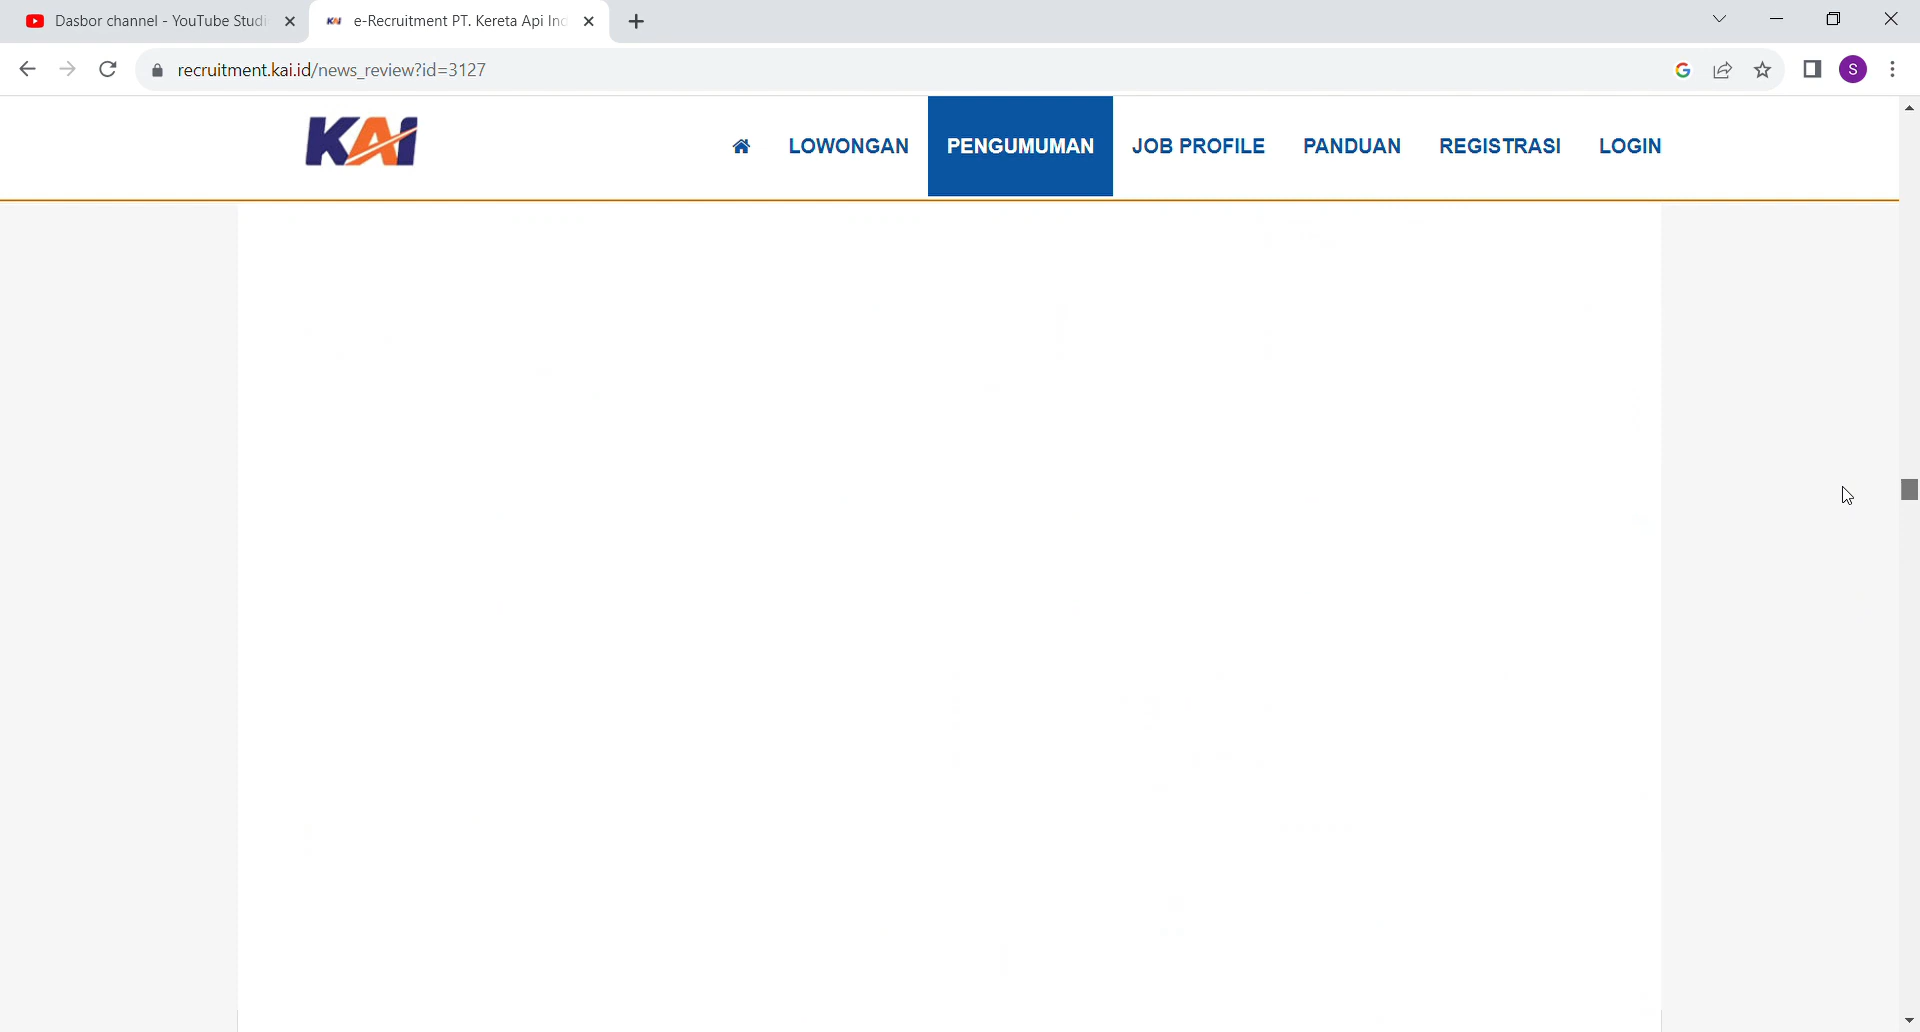 Dasbor channel - YouTube Studi
e-Recruitment PT. Kereta Api Ind
recruitment.kai.id/news_review?id=3127
S
KAI
LOWONGAN
PENGUMUMAN
JOB PROFILE
PANDUAN
REGISTRASI
LOGIN